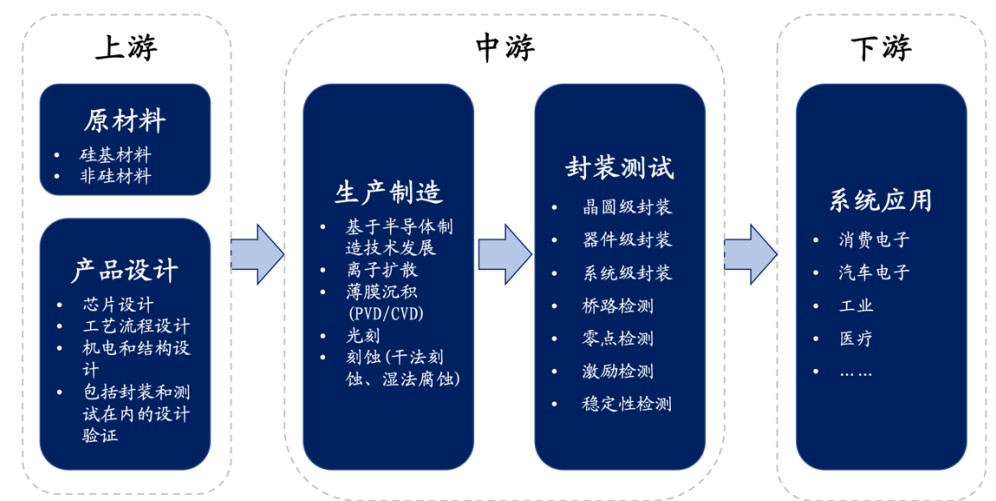 上游
原材料
• 硅基材料
• 非硅材料
产品设计
• 芯片设计
• 工艺流程设计
• 机电和结构设
计
• 包括封装和测
试在内的设计
验证
中游
生产制造
• 基于半导体制
造技术发展
• 离子扩散
• 薄膜沉积
(PVD/CVD)
• 光刻
• 刻蚀(干法刻
蚀、湿法腐蚀)
封装测试
• 晶圆级封装
• 器件级封装
• 系统级封装
• 桥路检测
• 零点检测
• 激励检测
• 稳定性检测
下游
系统应用
• 消费电子
• 汽车电子
• 工业
• 医疗
• ……